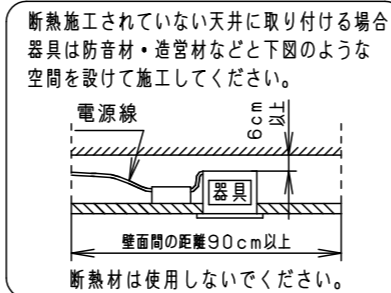 断熱施工されていない天井に取り付ける場合
器具は防音材・造営材などと下図のような
空間を設けて施工してください。
電源線
6cm
以上
器具
壁面間の距離90cm以上
断熱材は使用しないでください。